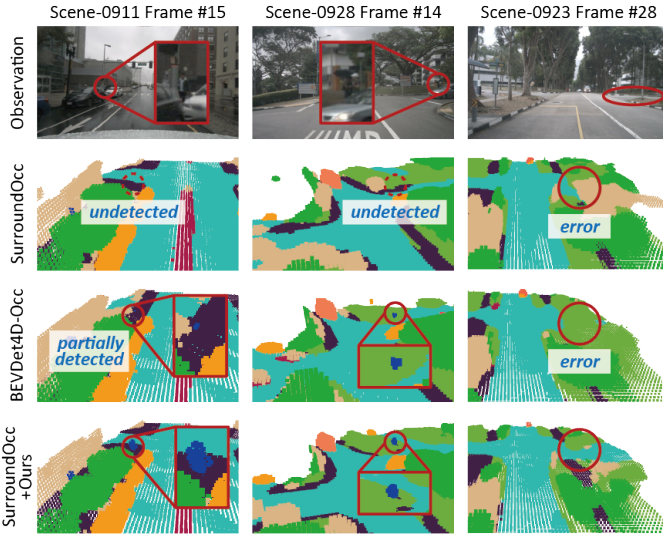 Scene-0911 Frame #15 Scene-0928 Frame #14 Scene-0923 Frame #28
Observation
SurroundOcc
undetected
undetected
error
BEVDet4D-Occ
partially
detected
error
SurroundOcc
+Ours